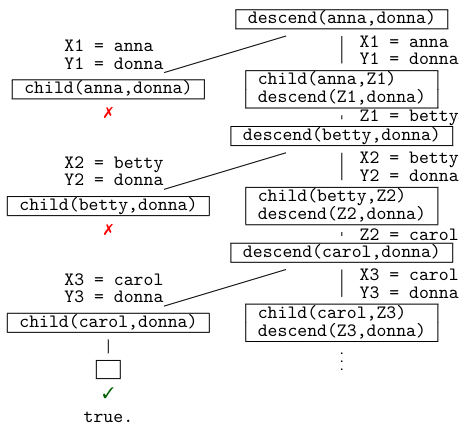 descend(anna,donna)
X1 = anna
Y1 = donna
X1 = anna
Y1 = donna
child(anna,donna)
✗
child(anna,Z1)
descend(Z1,donna)
Z1 = betty
descend(betty,donna)
X2 = betty
Y2 = donna
X2 = betty
Y2 = donna
child(betty,donna)
✗
child(betty,Z2)
descend(Z2,donna)
Z2 = carol
descend(carol,donna)
X3 = carol
Y3 = donna
X3 = carol
Y3 = donna
child(carol,donna)
child(carol,Z3)
descend(Z3,donna)
⋮
✓
true.